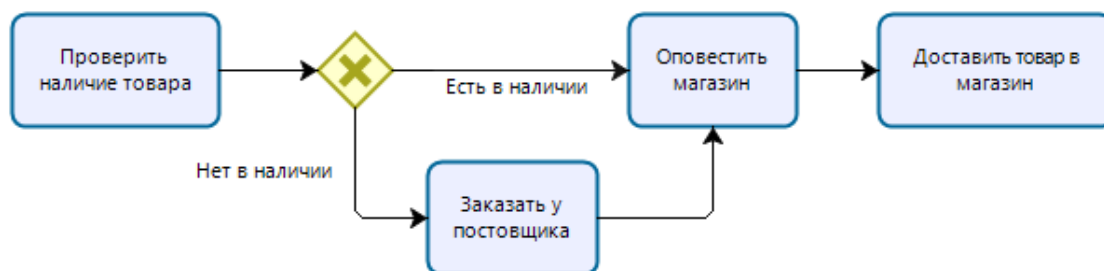 Проверить
наличие товара
Есть в наличии
Оповестить
магазин
Доставить товар в
магазин
Нет в наличии
Заказать у
постовщика